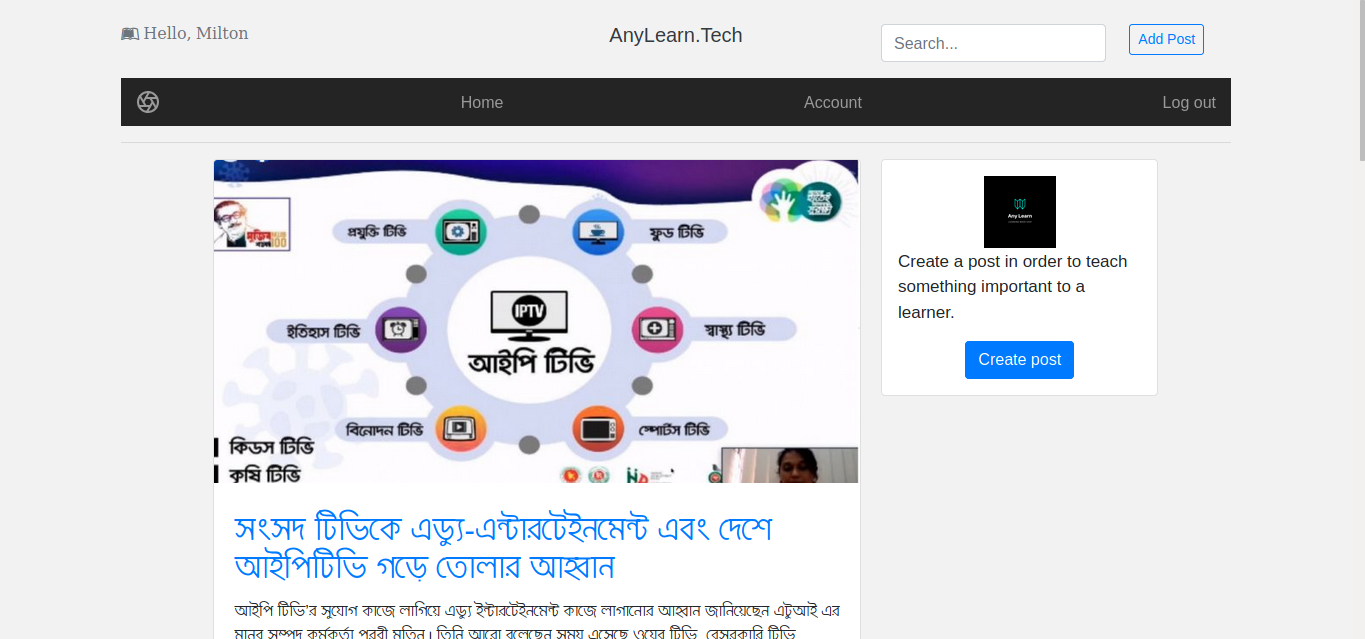 Hello, Milton
AnyLearn.Tech
Search...
Add Post
Home
Account
Log out
প্রযুক্তি টিভি
ফুড টিভি
IPTV
আইপি টিভি
ইতিহাস টিভি
স্বাস্থ্য টিভি
বিনোদন টিভি
স্পোর্টস টিভি
কিডস টিভি
কৃষি টিভি
100
Any Learn
Create a post in order to teach
something important to a
learner.
Create post
সংসদ টিভিকে এড্যু-এন্টারটেইনমেন্ট এবং দেশে
আইপিটিভি গড়ে তোলার আহ্বান
আইপি টিভি'র সুযোগ কাজে লাগিয়ে এড্যু ইন্টারটেইনমেন্ট কাজে লাগানোর আহ্বান জানিয়েছেন এটুআই এর
মানব সম্পদ কর্মকর্তা পূরবী মতিন। তিনি আরো বলেছেন সময় এসেছে ওয়েব টিভি, বেসরকারি টিভি